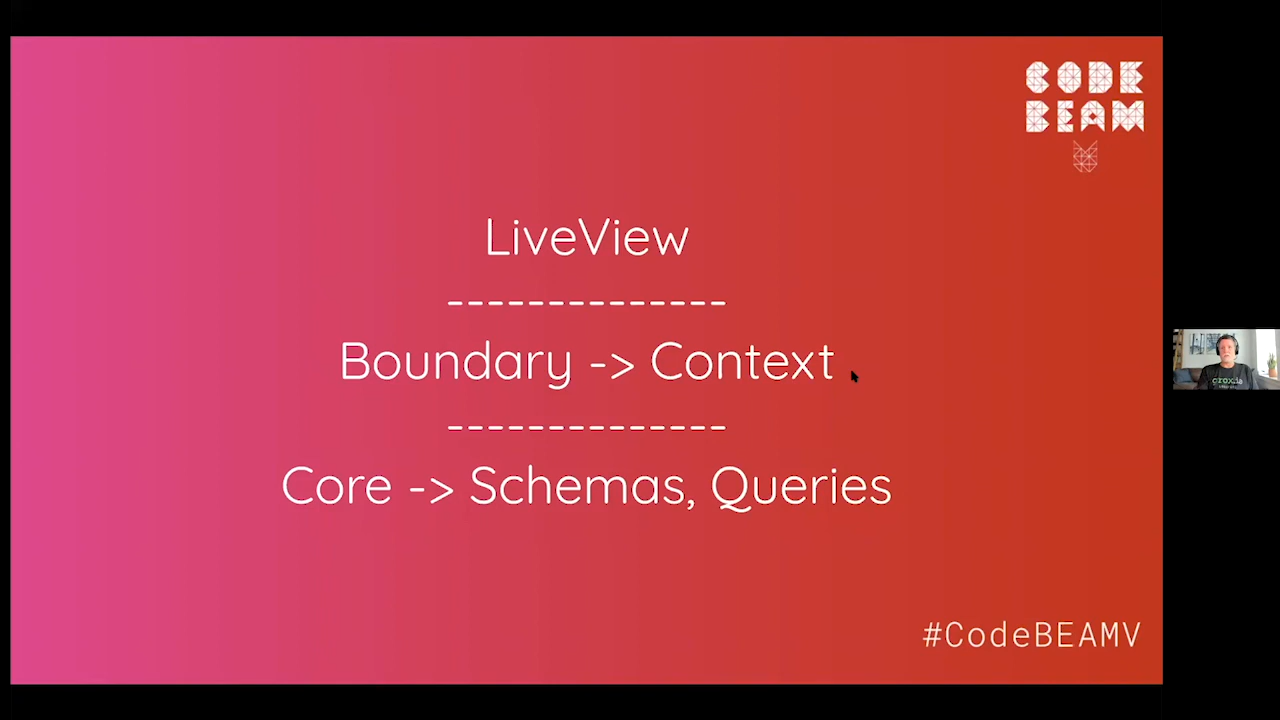 CODE
BEAM
LiveView
--------------
Boundary -> Context
--------------
Core -> Schemas, Queries
#CodeBEAMV